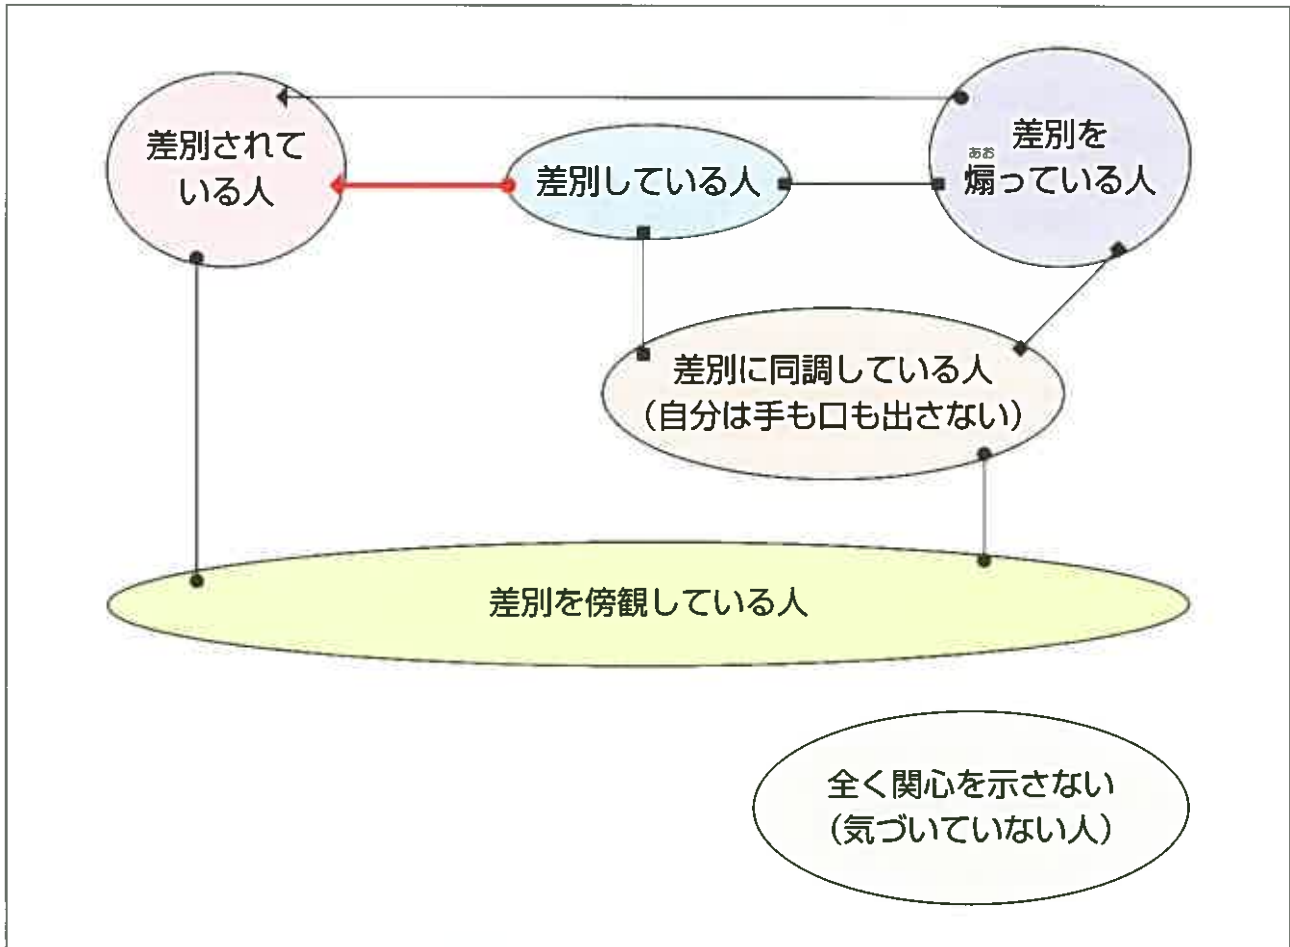 差別されて
いる人
差別している人
差別を
煽っている人
あお
差別に同調している人
（自分は手も口も出さない）
差別を傍観している人
全く関心を示さない
（気づいていない人）